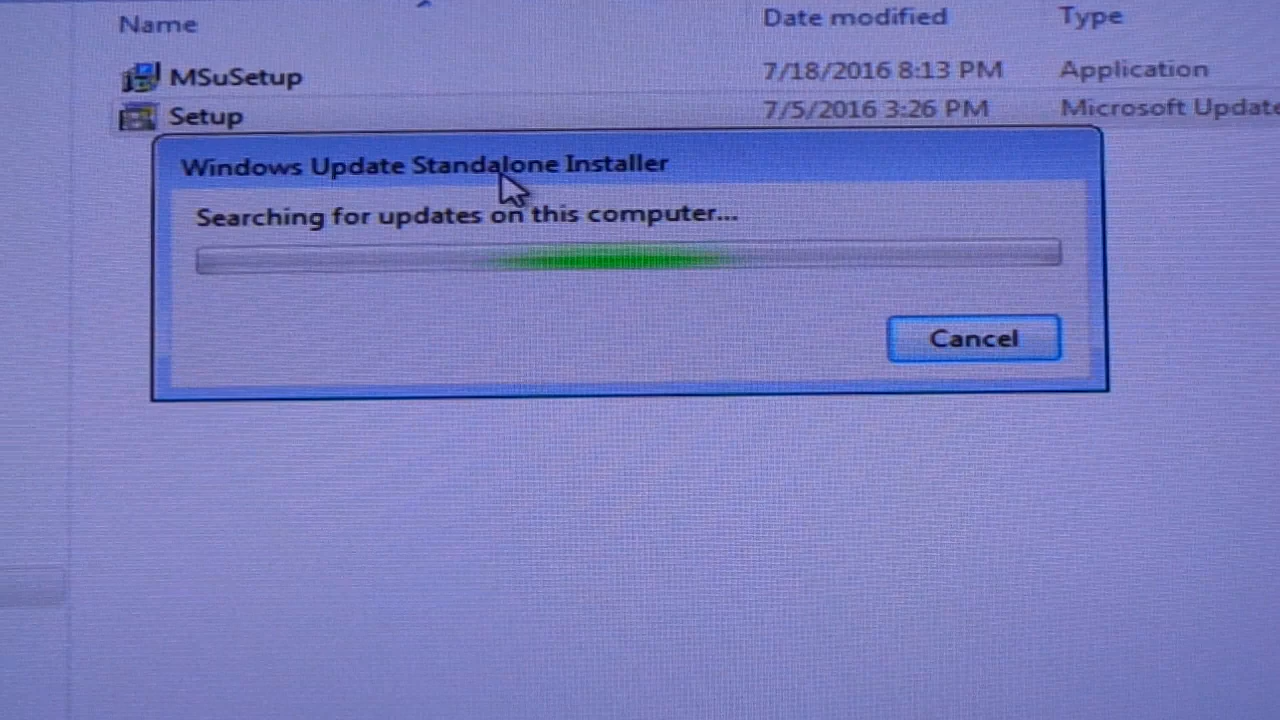 Name Date modified Type
MSuSetup 7/18/2016 8:13 PM Application
Setup 7/5/2016 3:26 PM Microsoft Update
Windows Update Standalone Installer
Searching for updates on this computer...
Cancel